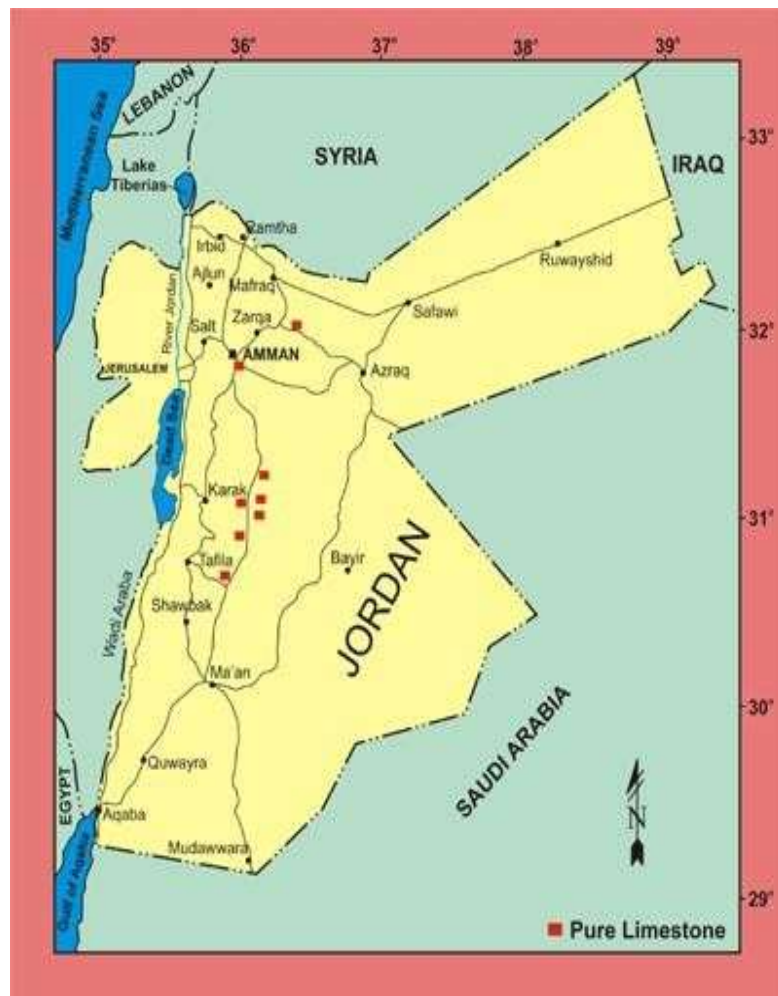 35°
36°
37°
38°
39°
LEBANON
Mediterranean Sea
SYRIA
33°
IRAQ
Lake
Tiberias
Ramtha
Irbid
Ruwayshid
Ajlun
Mafraq
River Jordan
Safawi
Zarqa
32°
Salt
AMMAN
JERUSALEM
Azraq
Dead Sea
Karak
31°
Tafila
Bayir
JORDAN
Wadi Araba
Shawbak
Ma'an
30°
SAUDI ARABIA
Quwayra
EGYPT
Aqaba
N
Mudawwara
Gulf of Aqaba
29°
Pure Limestone